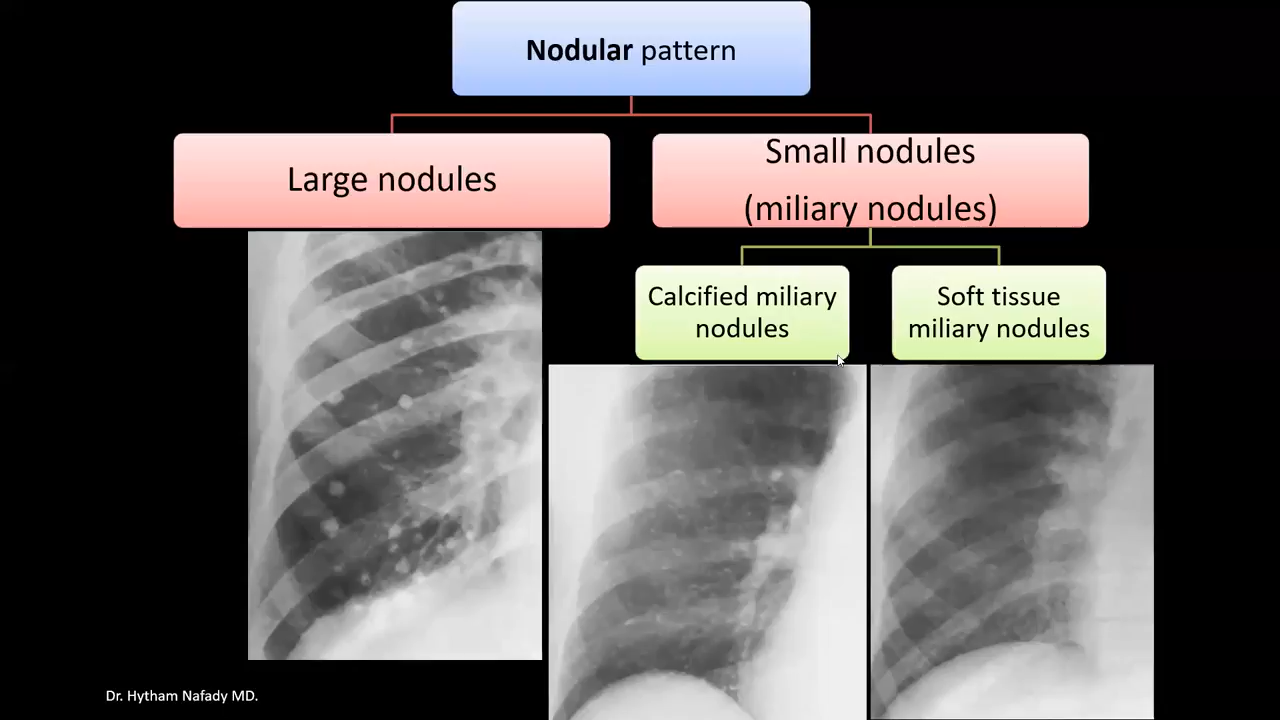 Nodular pattern
Large nodules
Small nodules
(miliary nodules)
Calcified miliary
nodules
Soft tissue
miliary nodules
Dr. Hytham Nafady MD.